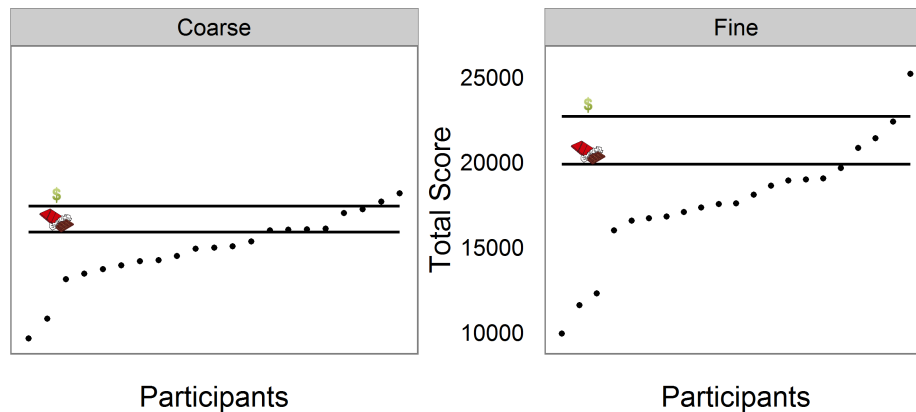 Coarse
Fine
$
$
Total Score
25000
20000
15000
10000
Participants
Participants